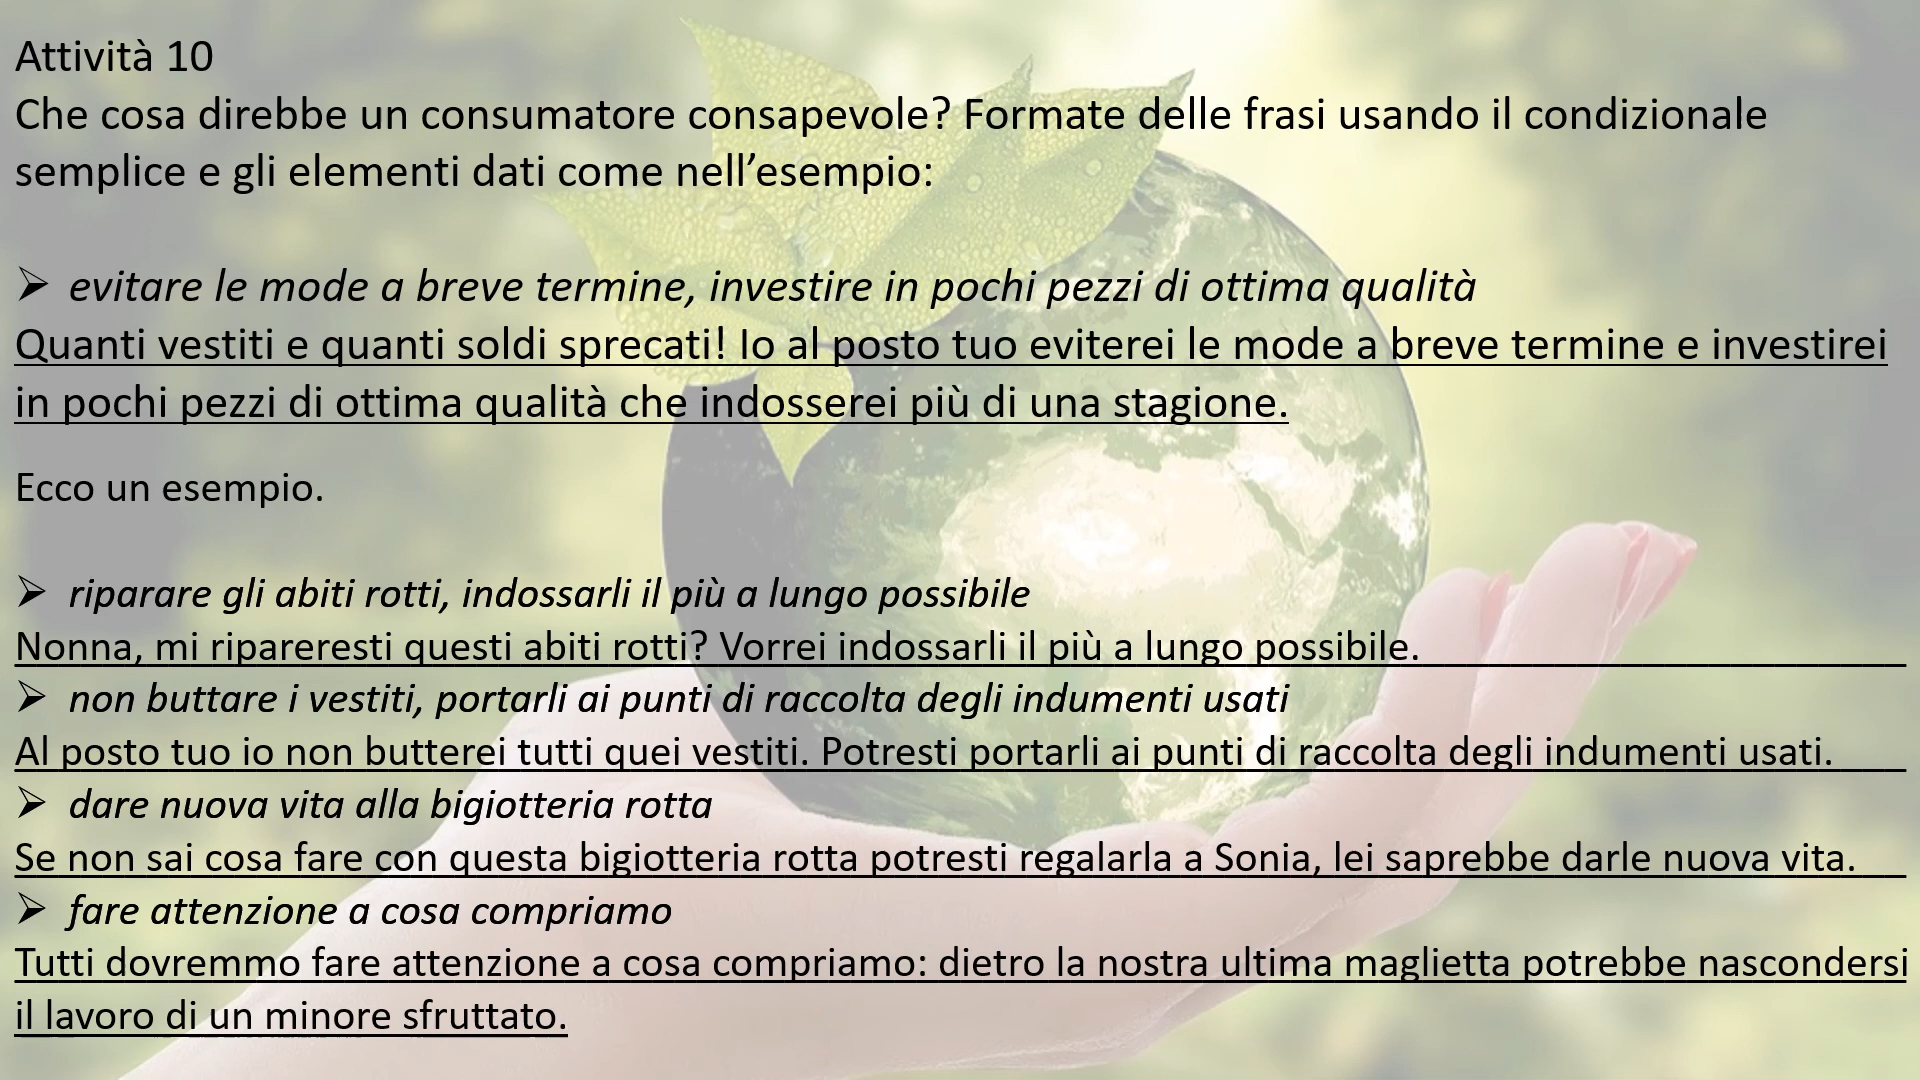 Attività 10
Che cosa direbbe un consumatore consapevole? Formate delle frasi usando il condizionale
semplice e gli elementi dati come nell’esempio:
➢ evitare le mode a breve termine, investire in pochi pezzi di ottima qualità
Quanti vestiti e quanti soldi sprecati! Io al posto tuo eviterei le mode a breve termine e investirei
in pochi pezzi di ottima qualità che indosserei più di una stagione.
Ecco un esempio.
➢ riparare gli abiti rotti, indossarli il più a lungo possibile
Nonna, mi ripareresti questi abiti rotti? Vorrei indossarli il più a lungo possibile.
➢ non buttare i vestiti, portarli ai punti di raccolta degli indumenti usati
Al posto tuo io non butterei tutti quei vestiti. Potresti portarli ai punti di raccolta degli indumenti usati.
➢ dare nuova vita alla bigiotteria rotta
Se non sai cosa fare con questa bigiotteria rotta potresti regalarla a Sonia, lei saprebbe darle nuova vita.
➢ fare attenzione a cosa compriamo
Tutti dovremmo fare attenzione a cosa compriamo: dietro la nostra ultima maglietta potrebbe nascondersi
il lavoro di un minore sfruttato.